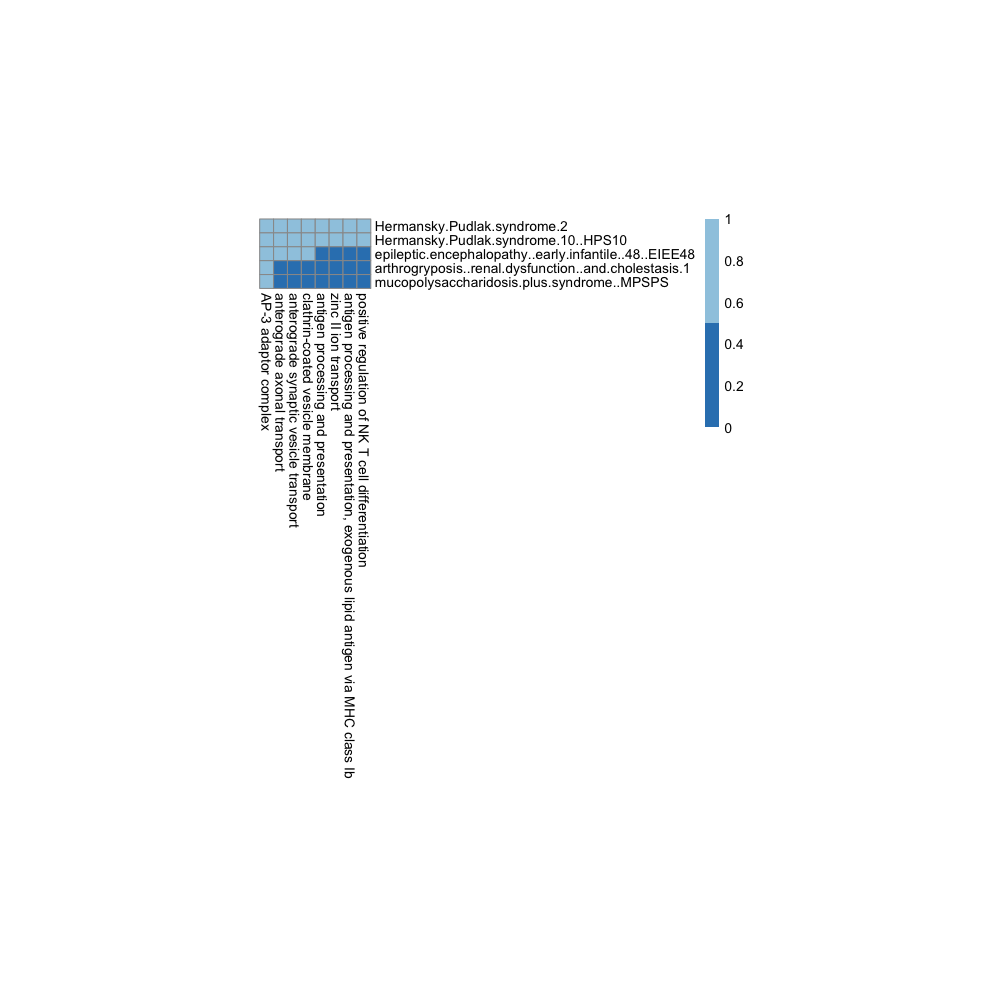 Hermansky.Pudlak.syndrome.2
Hermansky.Pudlak.syndrome.10..HPS10
epileptic.encephalopathy..early.infantile..48..EIEE48
arthrogryposis..renal.dysfunction..and.cholestasis.1
mucopolysaccharidosis.plus.syndrome..MPSPS
AP-3 adaptor complex
anterograde axonal transport
anterograde synaptic vesicle transport
clathrin-coated vesicle membrane
antigen processing and presentation
zinc II ion transport
antigen processing and presentation, exogenous lipid antigen via MHC class Ib
positive regulation of NK T cell differentiation
1
0.8
0.6
0.4
0.2
0